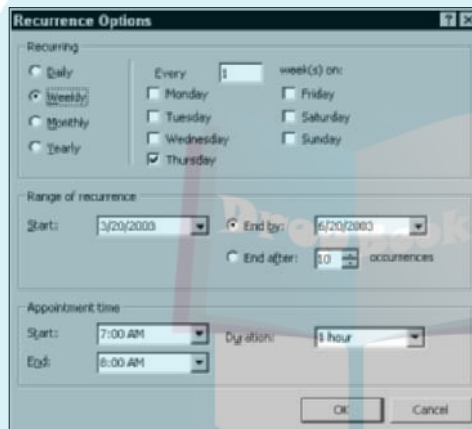 Recurrence Options
Recurring
Daily
Weekly
Monthly
Yearly
Every 1 week(s) on:
Monday Friday
Tuesday Saturday
Wednesday Sunday
Thursday
Range of recurrence
Start: 3/20/2003 End by: 6/20/2003
End after: 10 occurrences
Appointment time
Start: 7:00 AM Duration: 1 hour
End: 8:00 AM
OK Cancel